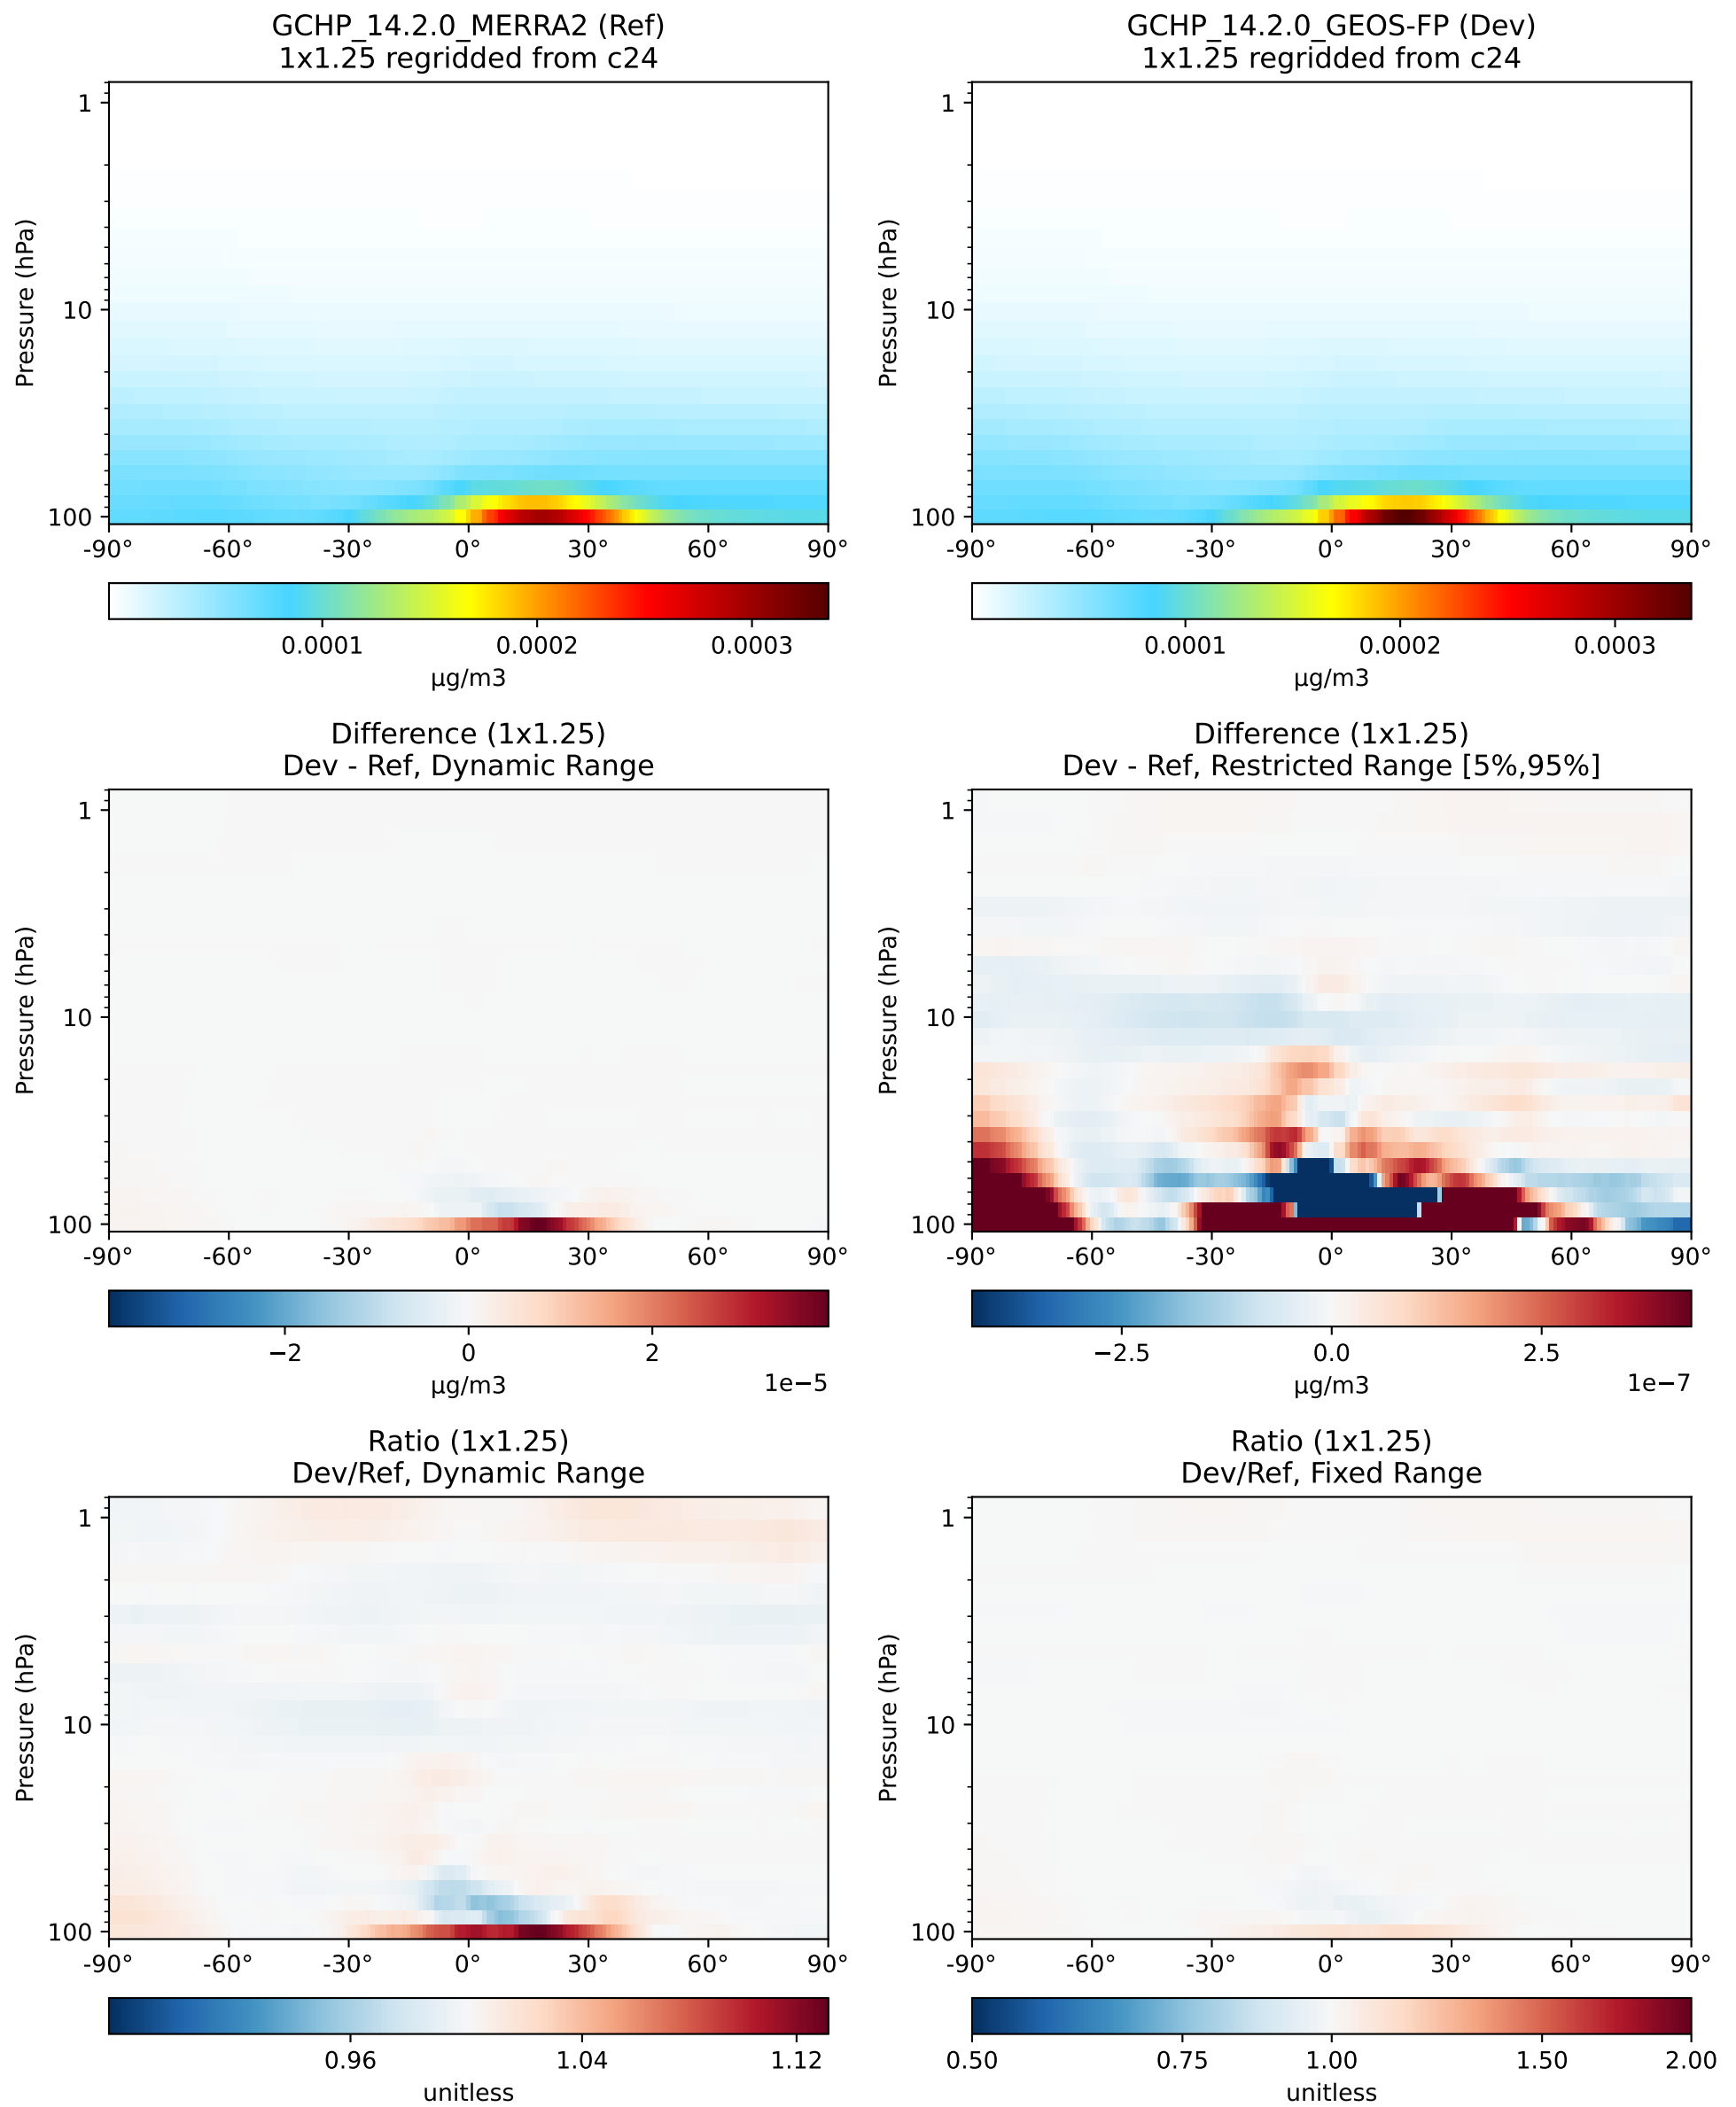 GCHP_14.2.0_MERRA2 (Ref)
1x1.25 regridded from c24
Pressure (hPa)
1
10
100
-90° -60° -30° 0° 30° 60° 90°
0.0001 0.0002 0.0003
μg/m3
GCHP_14.2.0_GEOS-FP (Dev)
1x1.25 regridded from c24
Pressure (hPa)
1
10
100
-90° -60° -30° 0° 30° 60° 90°
0.0001 0.0002 0.0003
μg/m3
Difference (1x1.25)
Dev - Ref, Dynamic Range
Pressure (hPa)
1
10
100
-90° -60° -30° 0° 30° 60° 90°
−2 0 2
μg/m3 1e−5
Difference (1x1.25)
Dev - Ref, Restricted Range [5%,95%]
Pressure (hPa)
1
10
100
-90° -60° -30° 0° 30° 60° 90°
−2.5 0.0 2.5
μg/m3 1e−7
Ratio (1x1.25)
Dev/Ref, Dynamic Range
Pressure (hPa)
1
10
100
-90° -60° -30° 0° 30° 60° 90°
0.96 1.04 1.12
unitless
Ratio (1x1.25)
Dev/Ref, Fixed Range
Pressure (hPa)
1
10
100
-90° -60° -30° 0° 30° 60° 90°
0.50 0.75 1.00 1.50 2.00
unitless